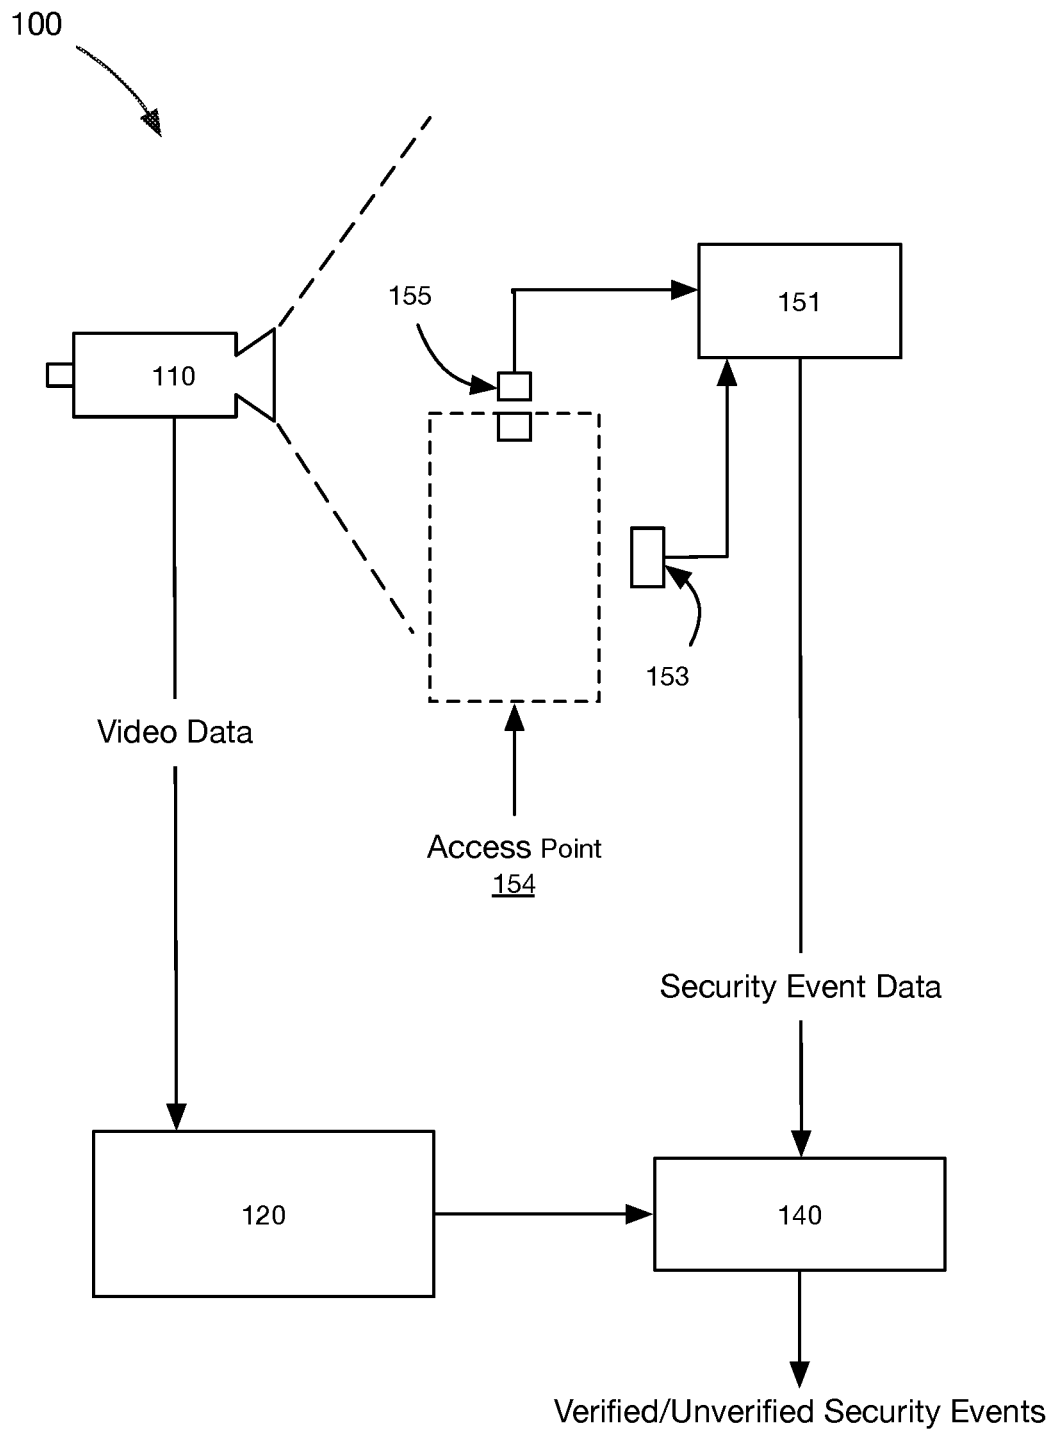 100
155
151
110
153
Video Data
Access Point
154
Security Event Data
120
140
Verified/Unverified Security Events